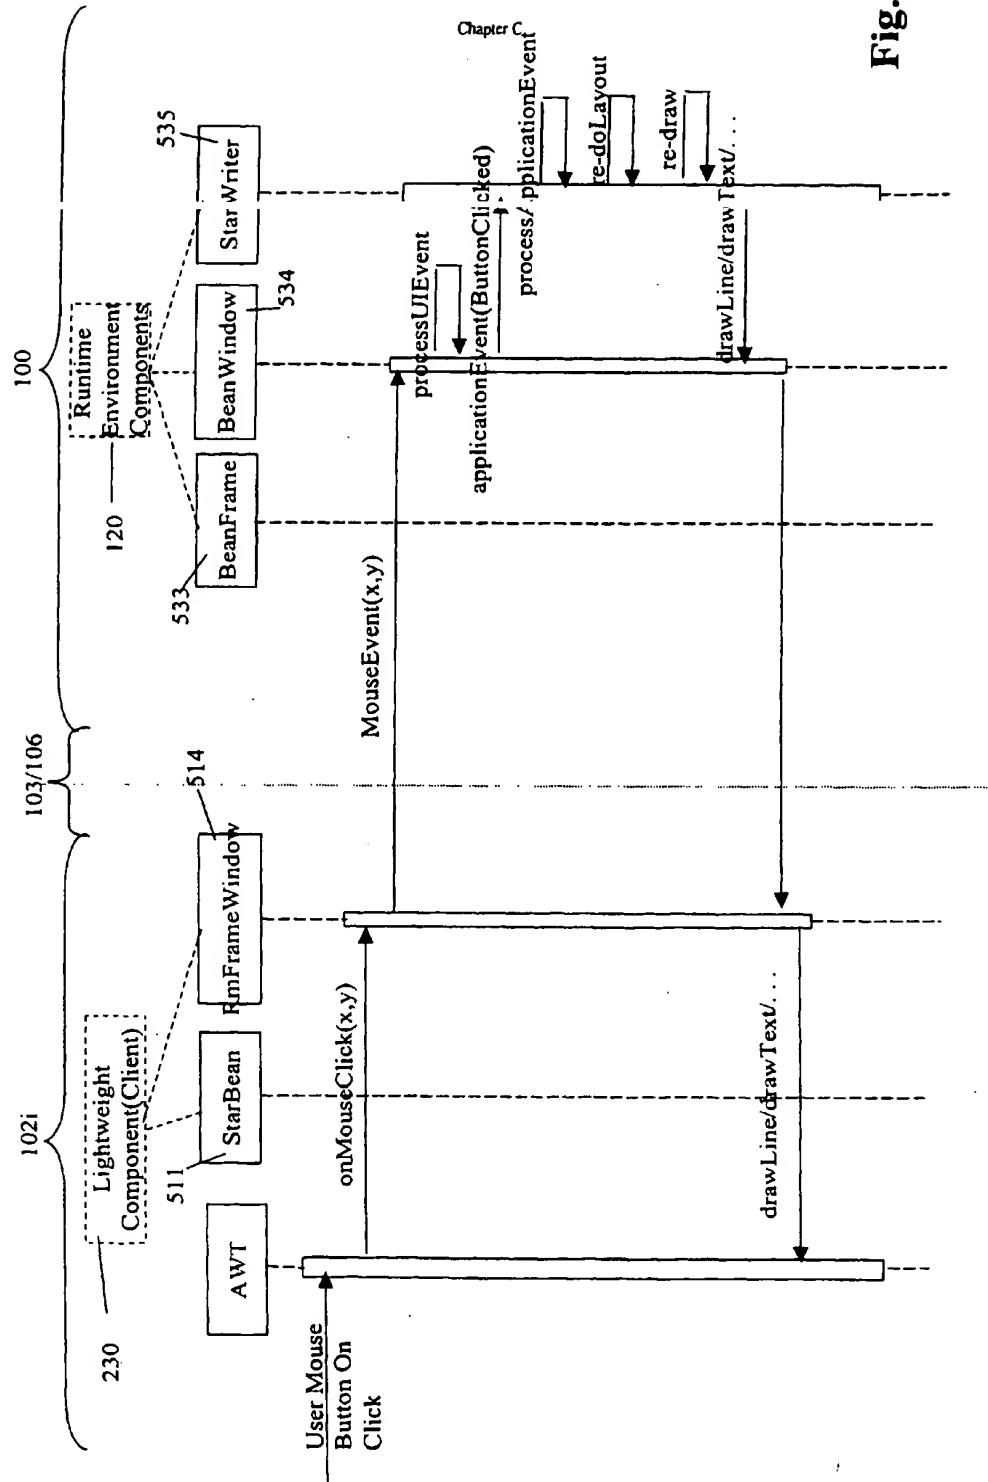 Chapter C
102i
103/106
100
Lightweight
Component(Client)
230
Runtime
Environment
Components
120
AWT
StarBean
511
RmFrameWindow
514
BeanFrame
533
BeanWindow
534
StarWriter
535
User Mouse
Button On
Click
onMouseClick(x,y)
MouseEvent(x,y)
processUIEvent
applicationEvent(ButtonClicked)
processApplicationEvent
re-doLayout
re-draw
drawLine/drawText/...
drawLine/drawText/...
Fig.